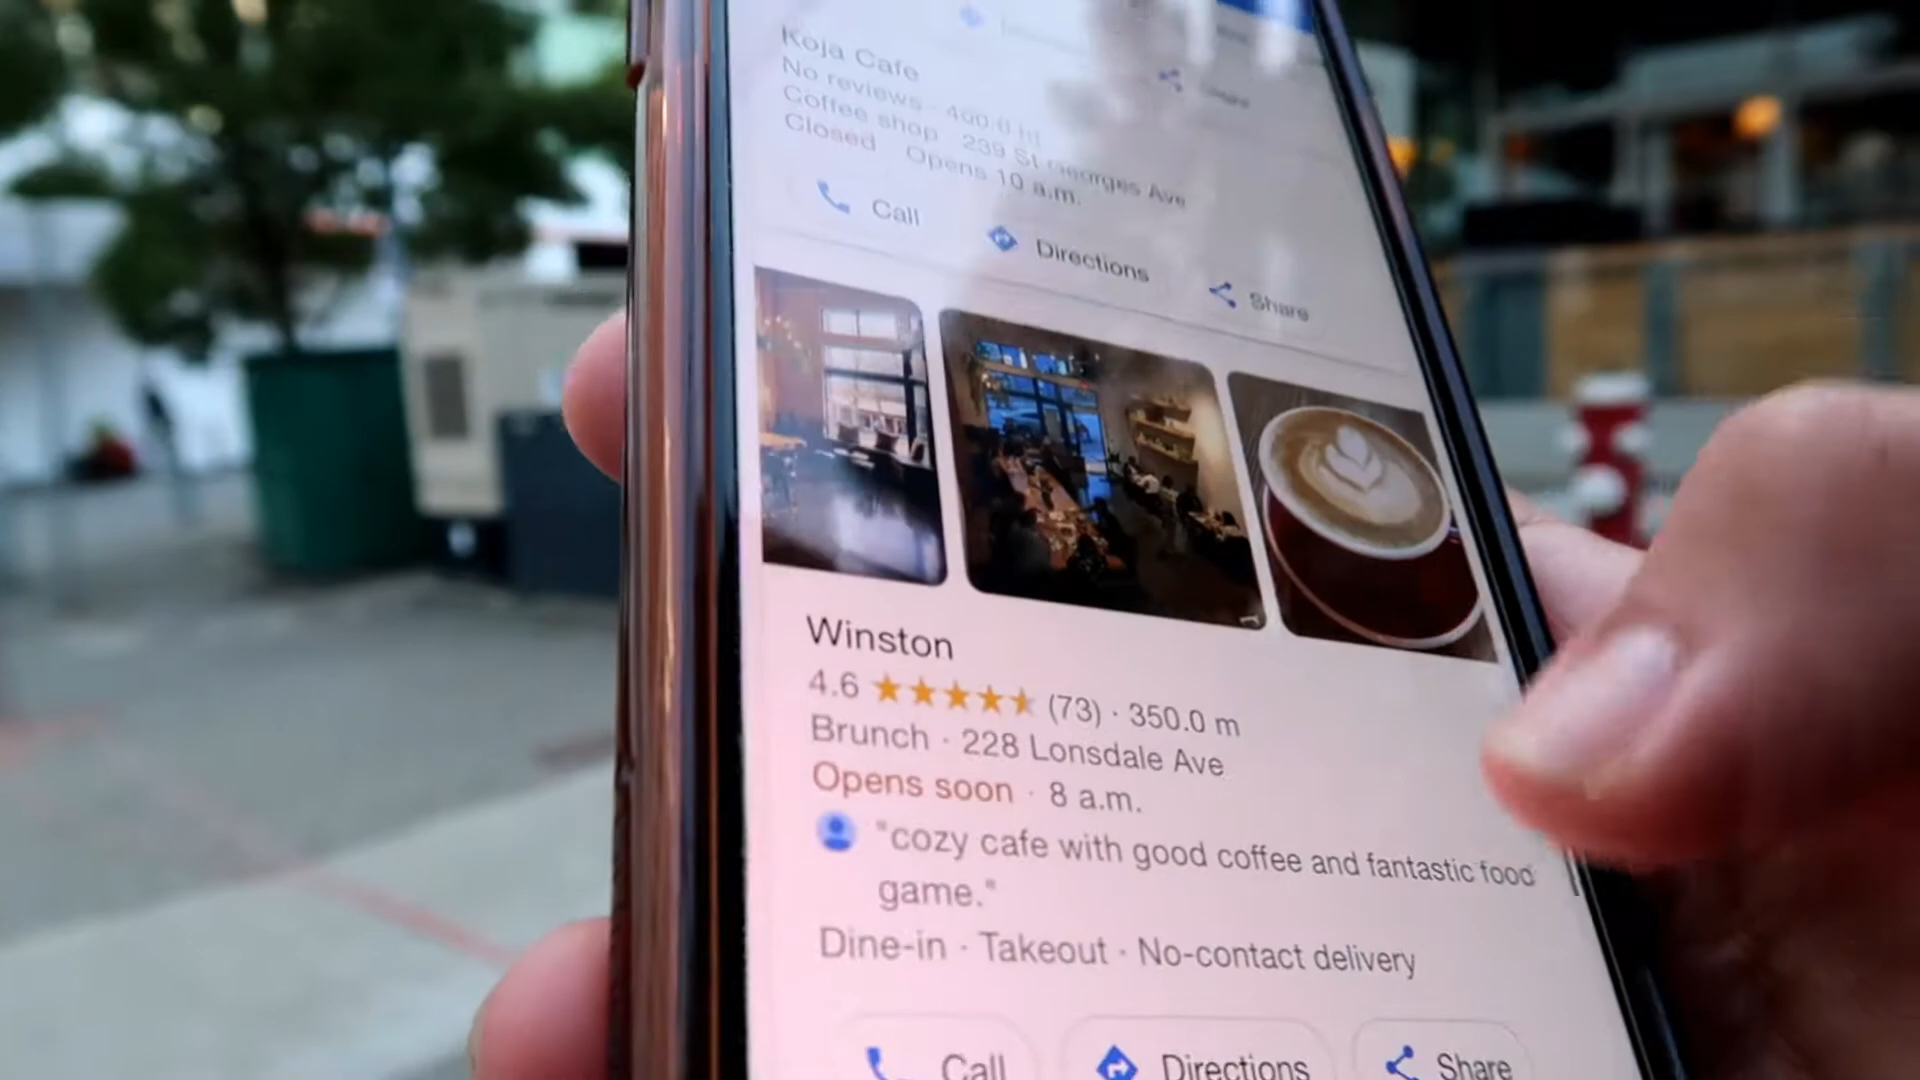 Koja Cafe
No reviews · 400.0 m
Coffee shop · 239 St Georges Ave
Closed · Opens 10 a.m.
Call
Directions
Share
Winston
4.6 (73) · 350.0 m
Brunch · 228 Lonsdale Ave
Opens soon · 8 a.m.
"cozy cafe with good coffee and fantastic food
game."
Dine-in · Takeout · No-contact delivery
Call
Directions
Share